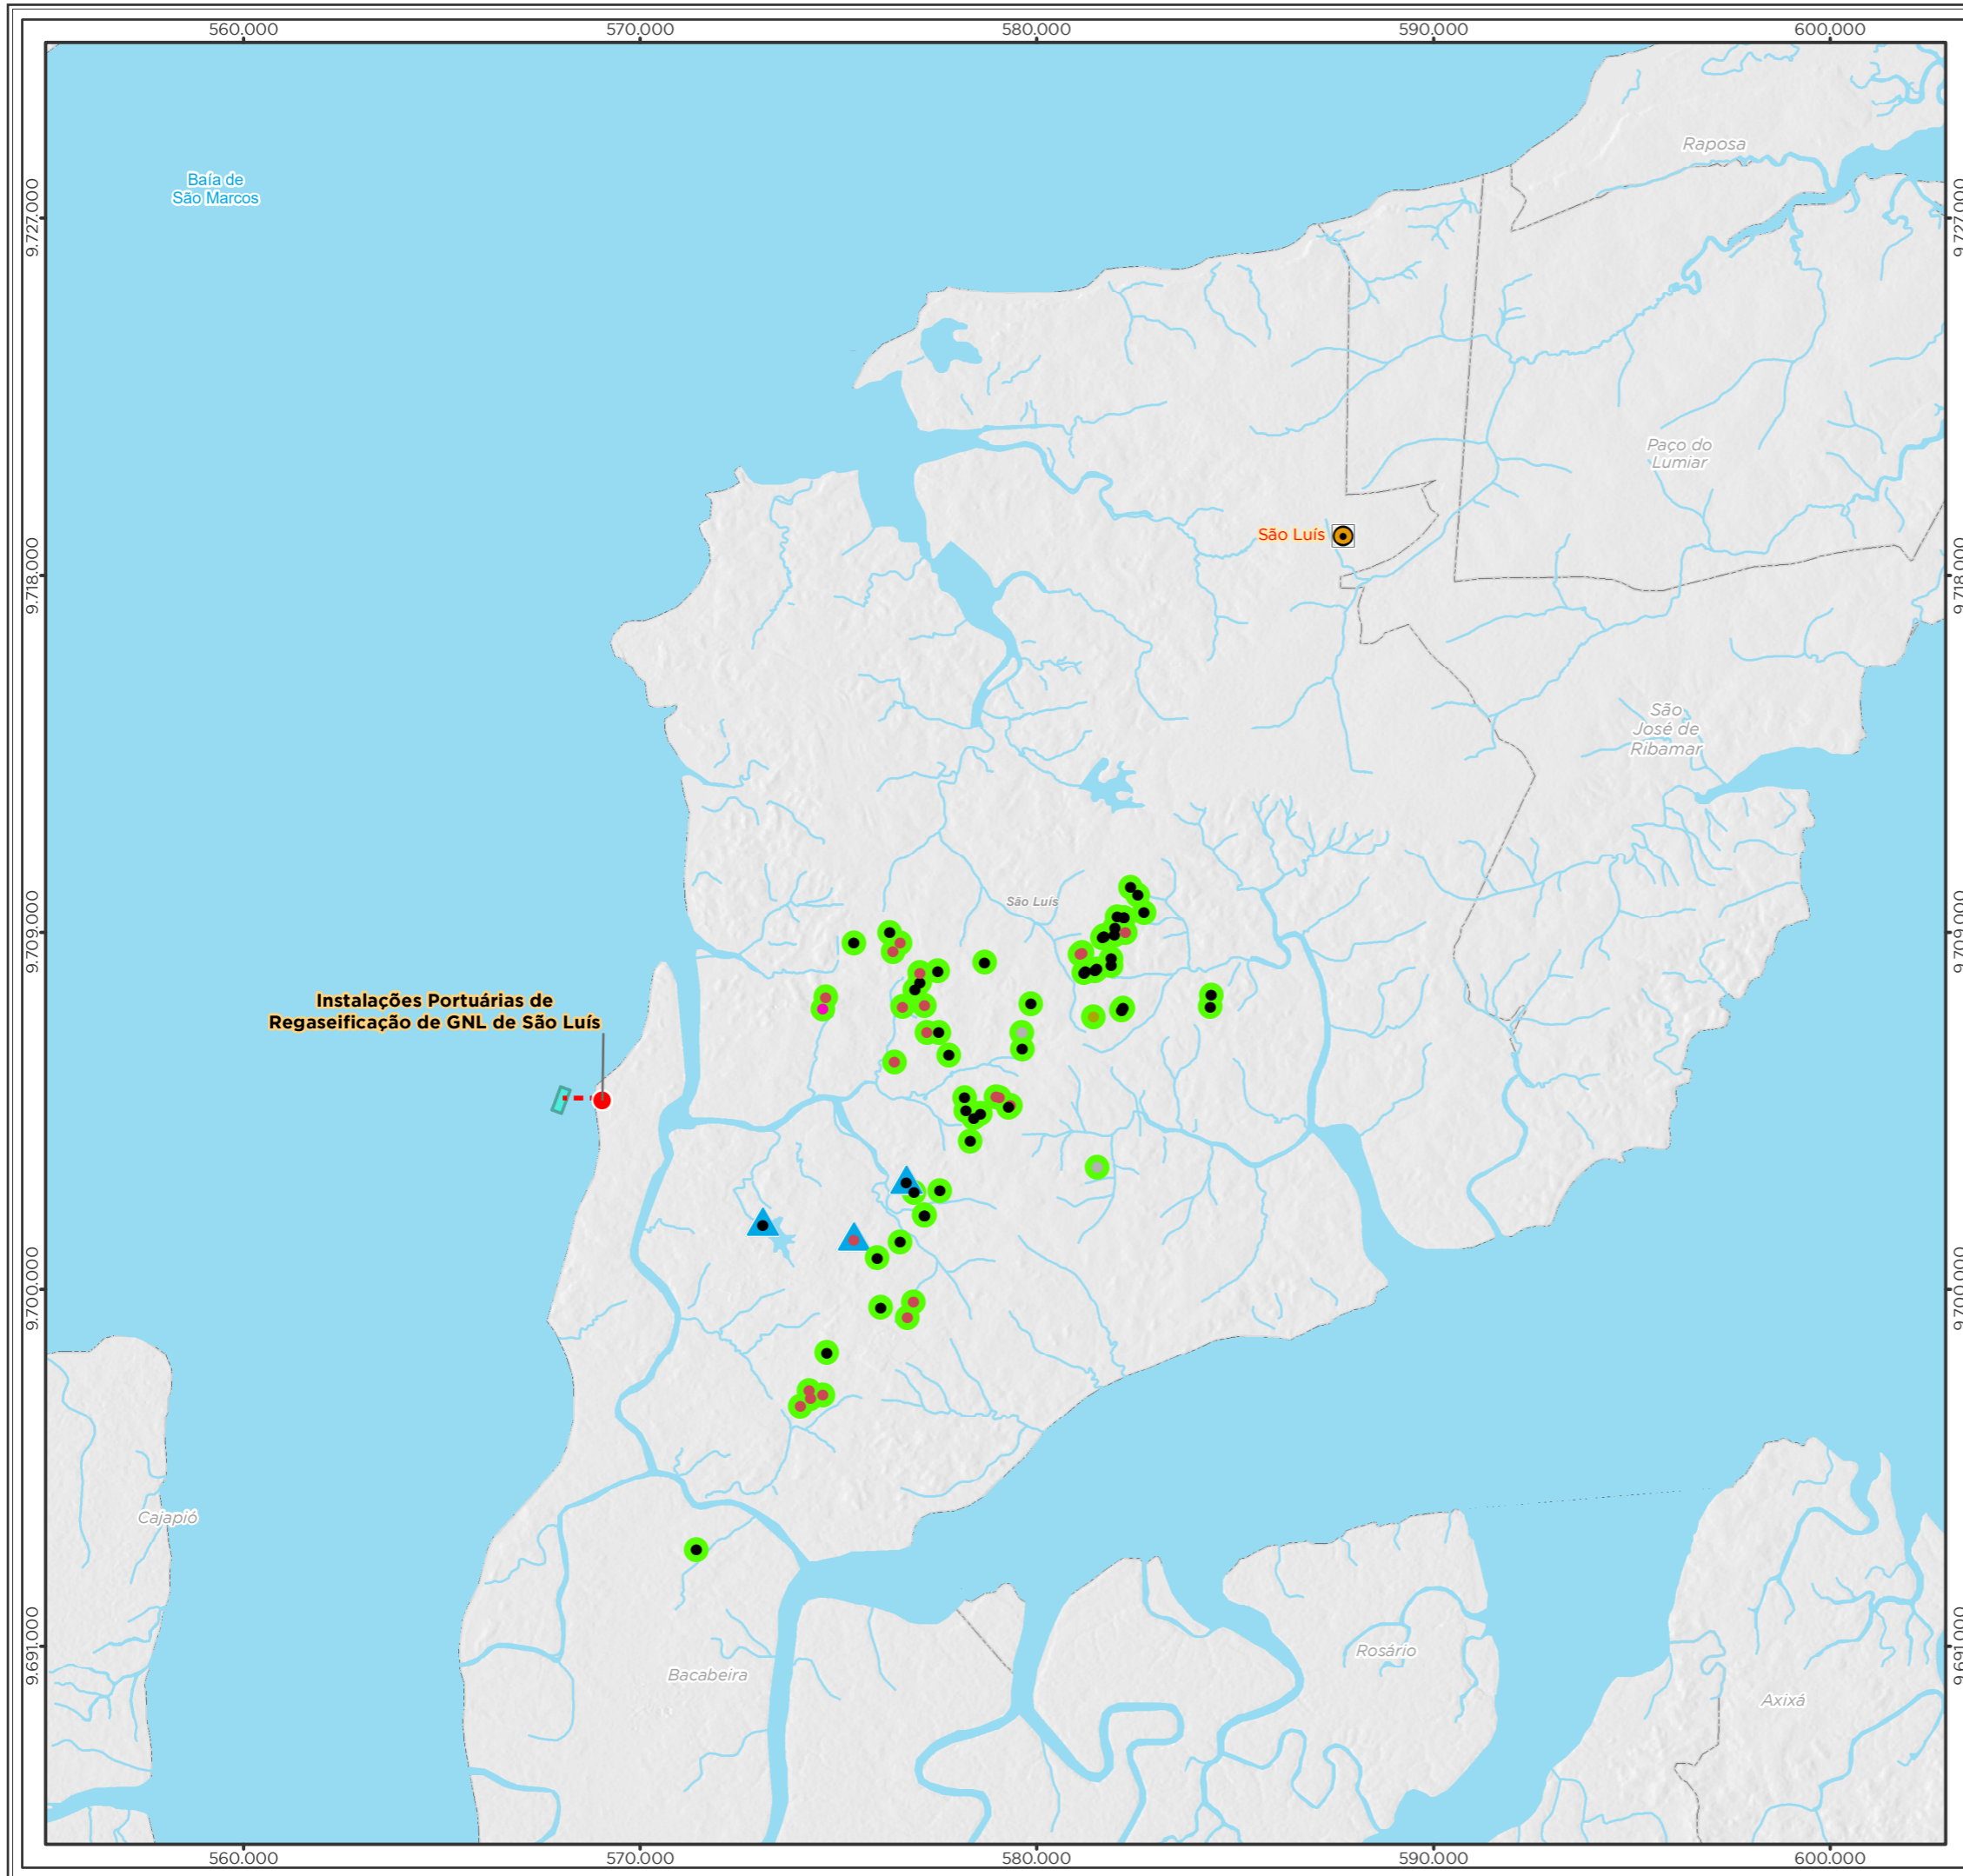 560.000
570.000
580.000
590.000
600.000
Raposa
Baía de
São Marcos
9.727.000
9.727.000
Paço do
Lumiar
São Luís
9.718.000
9.718.000
São
José de
Ribamar
São Luís
9.709.000
9.709.000
Instalações Portuárias de
Regaseificação de GNL de São Luís
9.700.000
9.700.000
Cajapió
9.691.000
9.691.000
Rosário
Bacabeira
Axixá
560.000
570.000
580.000
590.000
600.000